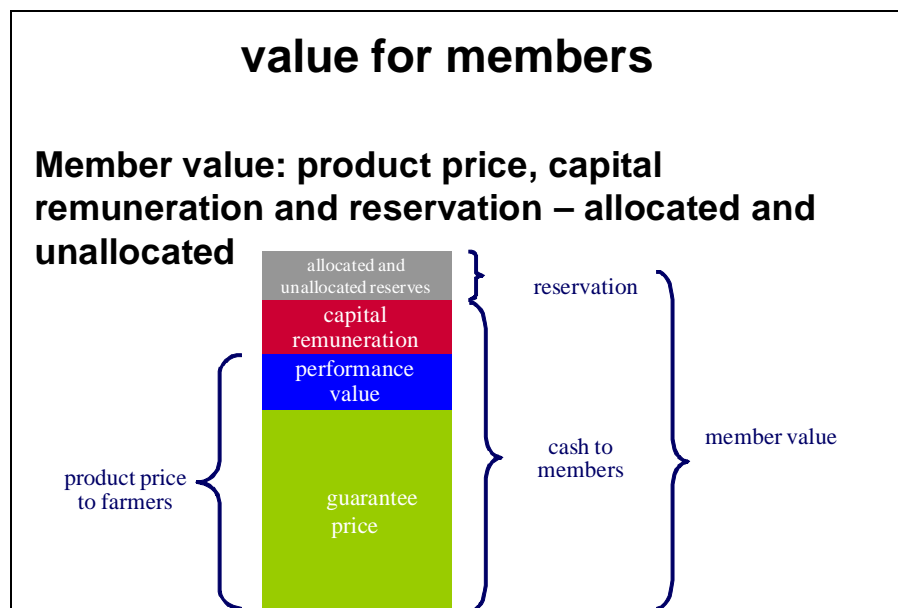 value for members
Member value: product price, capital
remuneration and reservation – allocated and
unallocated
allocated and
unallocated reserves
reservation
capital
remuneration
performance
value
member value
cash to
members
product price
to farmers
guarantee
price